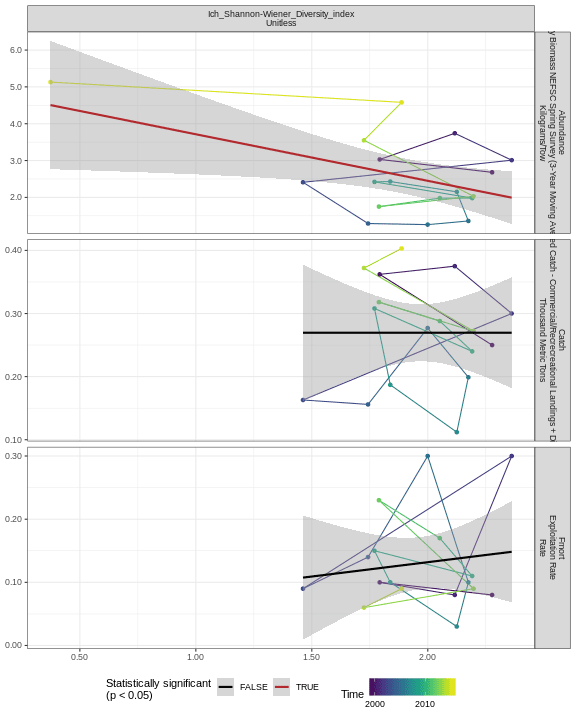 Ich_Shannon-Wiener_Diversity_index
Unitless
6.0
5.0
4.0
3.0
2.0
Abundance
y Biomass NEFSC Spring Survey (3-Year Moving Ave
Kilograms/Tow
0.40
0.30
0.20
0.10
Catch
ed Catch - Commercial/Recreational Landings + D
Thousand Metric Tons
0.30
0.20
0.10
0.00
Fmort
Exploitation Rate
Rate
0.50 1.00 1.50 2.00
Statistically significant
(p < 0.05)
FALSE TRUE
Time
2000 2010